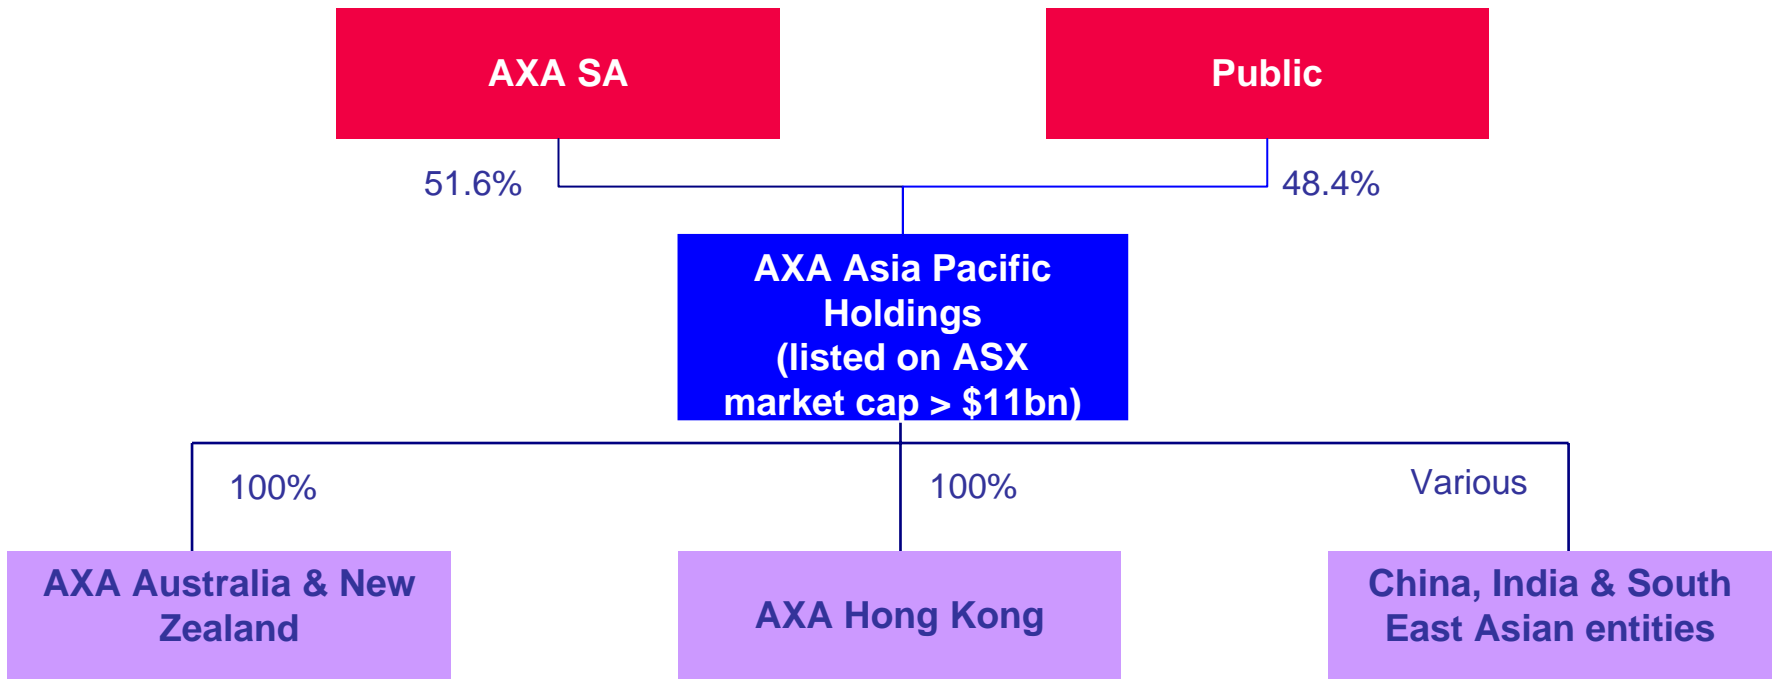 AXA SA
Public
51.6%
48.4%
AXA Asia Pacific
Holdings
(listed on ASX
market cap > $11bn)
100%
100%
Various
AXA Australia & New
Zealand
AXA Hong Kong
China, India & South
East Asian entities